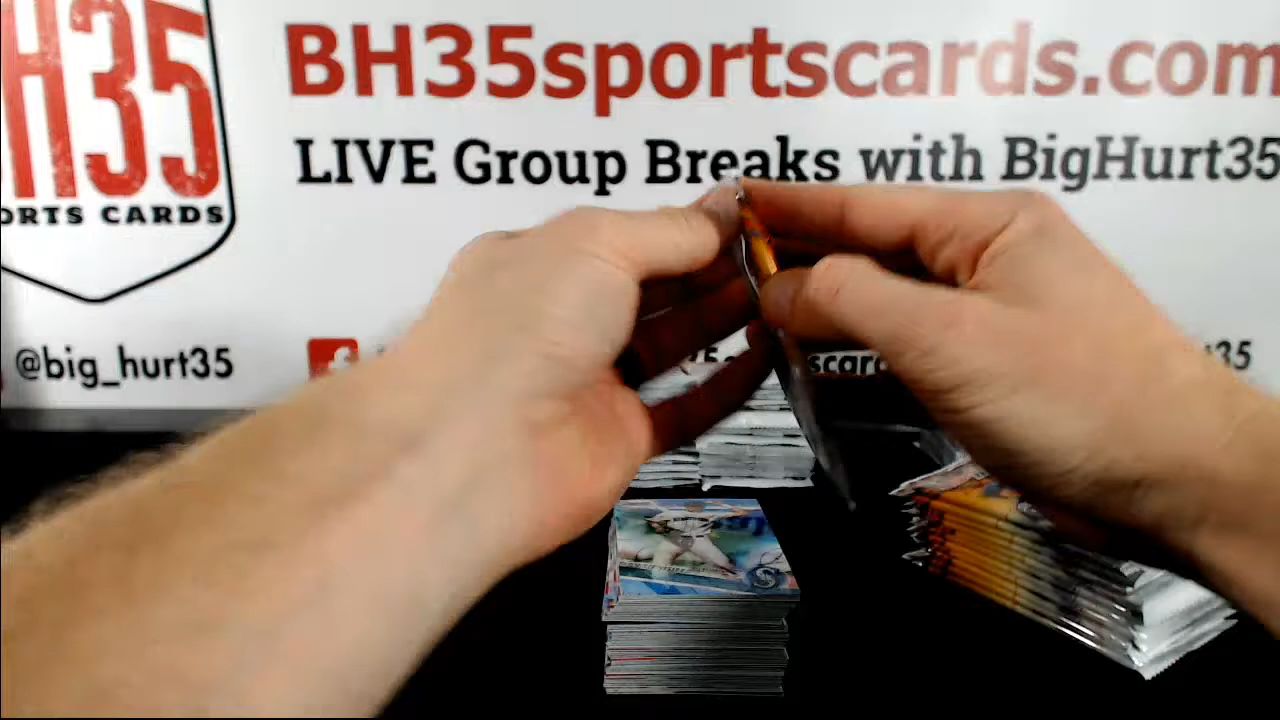 H35
ORTS CARDS
BH35sportscards.com
LIVE Group Breaks with BigHurt35
@big_hurt35